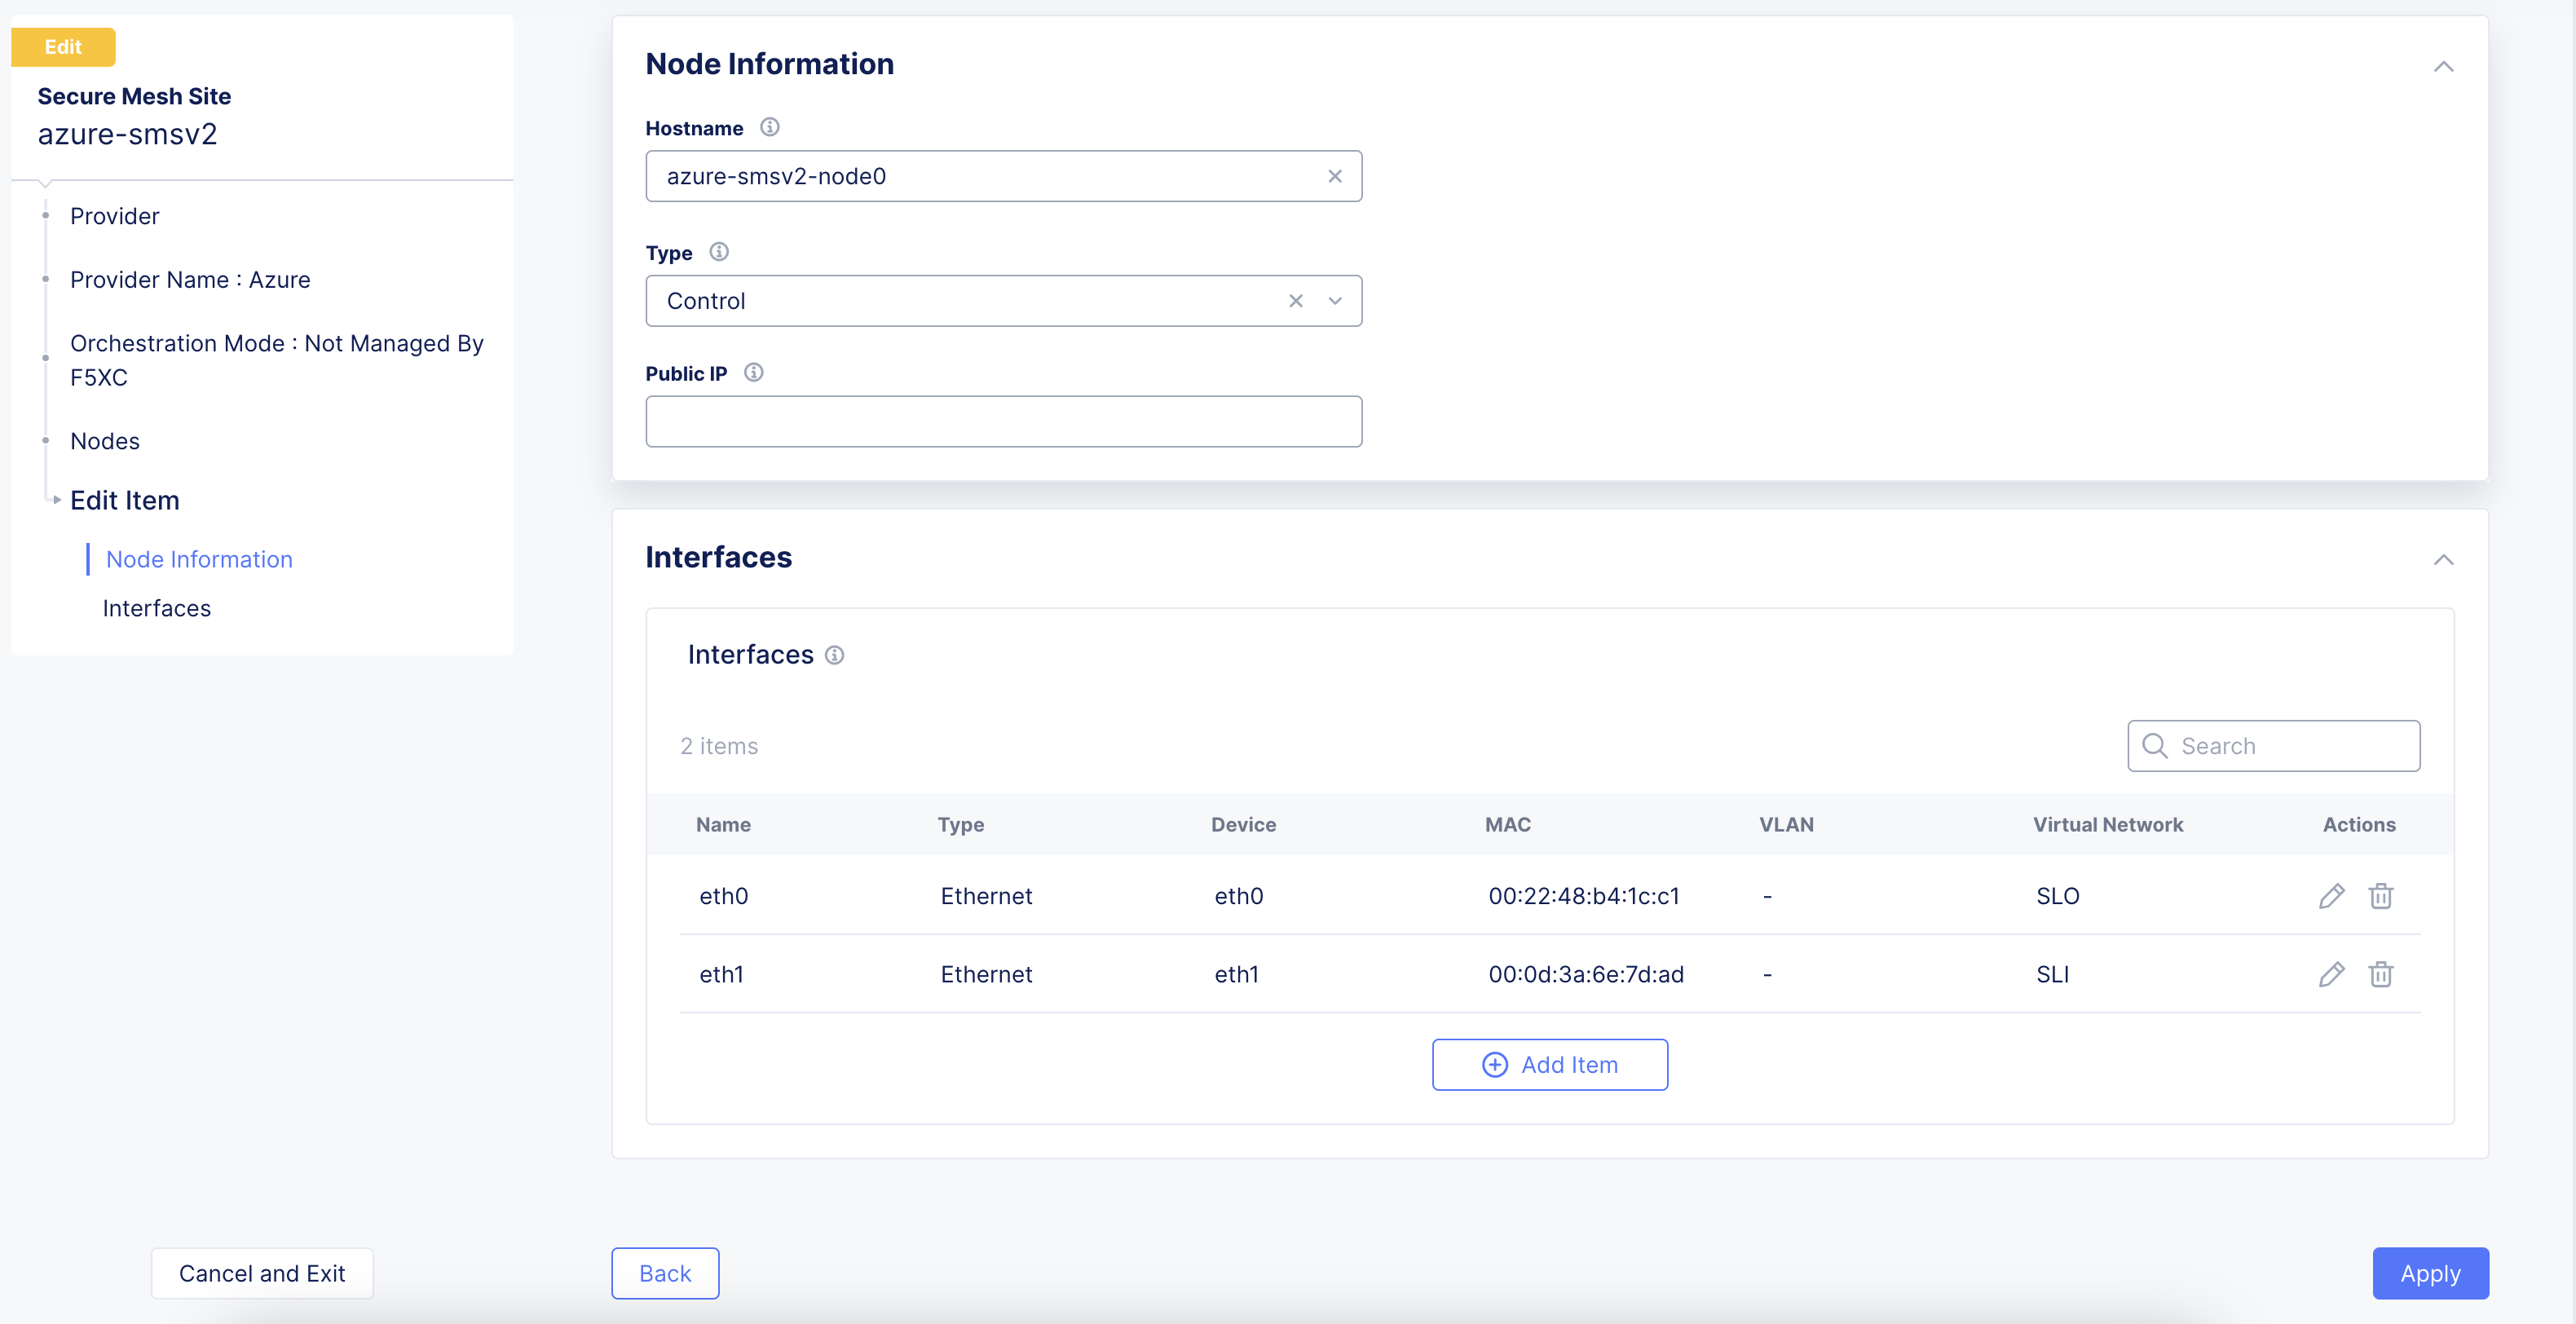 Edit
Secure Mesh Site
azure-smsv2
Provider
Provider Name : Azure
Orchestration Mode : Not Managed By
F5XC
Nodes
Edit Item
Node Information
Interfaces
Node Information
Hostname
azure-smsv2-node0
Type
Control
Public IP
Interfaces
Interfaces
2 items
Search
Name Type Device MAC VLAN Virtual Network Actions
eth0 Ethernet eth0 00:22:48:b4:1c:c1 - SLO
eth1 Ethernet eth1 00:0d:3a:6e:7d:ad - SLI
Add Item
Cancel and Exit
Back
Apply